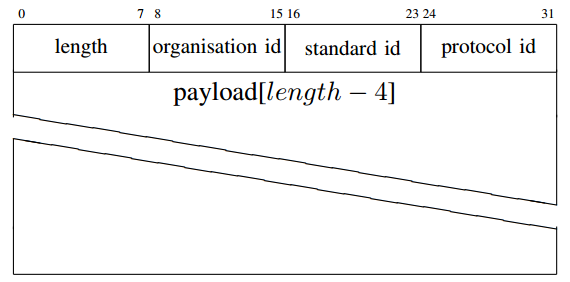 0 7 8 15 16 23 24 31
length organisation id standard id protocol id
payload[length − 4]